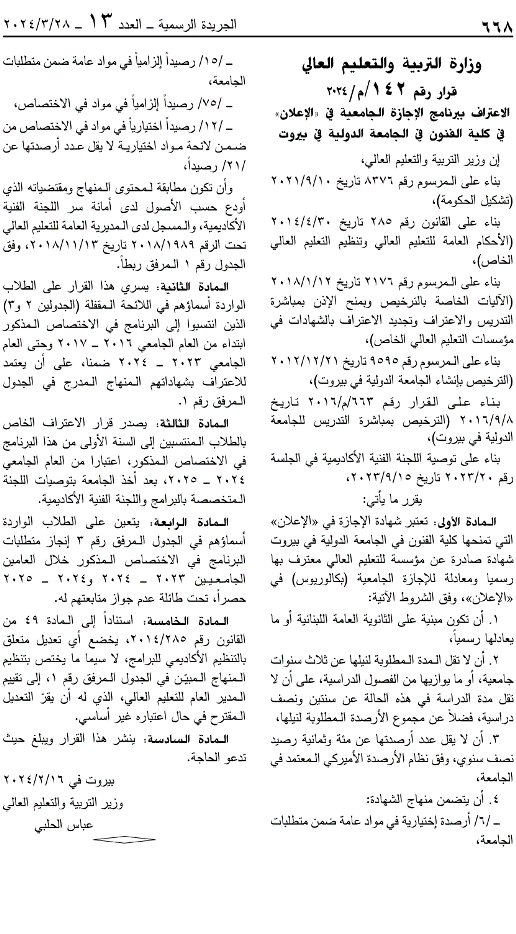 ٦٦٨
الجريدة الرسمية ـ العدد ١٣ ـ ٢٠٢٤/٣/٢٨
وزارة التربية والتعليم العالي
قرار رقم ١٤٢/م/٢٠٢٤
الاعتراف ببرنامج الإجازة الجامعية في «الإعلان»
في كلية الفنون في الجامعة الدولية في بيروت
إن وزير التربية والتعليم العالي،
بناء على المرسوم رقم ٨٣٧٦ تاريخ ٢٠٢١/٩/١٠
(تشكيل الحكومة)،
بناء على القانون رقم ٢٨٥ تاريخ ٢٠١٤/٤/٣٠
(الأحكام العامة للتعليم العالي وتنظيم التعليم العالي
الخاص)،
بناء على المرسوم رقم ٢١٧٦ تاريخ ٢٠١٨/١/١٢
(الآليات الخاصة بالترخيص وبمنح الإذن بمباشرة
التدريس والاعتراف وتجديد الاعتراف بالشهادات في
مؤسسات التعليم العالي الخاص)،
بناء على المرسوم رقم ٩٥٩٥ تاريخ ٢٠١٢/١٢/٢١
(الترخيص بإنشاء الجامعة الدولية في بيروت)،
بناء على القرار رقم ٦٦٣/م/٢٠١٦ تاريخ
٢٠١٦/٩/٨ (الترخيص بمباشرة التدريس للجامعة
الدولية في بيروت)،
بناء على توصية اللجنة الفنية الأكاديمية في الجلسة
رقم ٢٠٢٣/٢٠ تاريخ ٢٠٢٣/٩/١٥،
يقرر ما يأتي:
المادة الأولى: تعتبر شهادة الإجازة في «الإعلان»
التي تمنحها كلية الفنون في الجامعة الدولية في بيروت
شهادة صادرة عن مؤسسة للتعليم العالي معترف بها
رسميا ومعادلة للإجازة الجامعية (بكالوريوس) في
«الإعلان»، وفق الشروط الآتية:
١. أن تكون مبنية على الثانوية العامة اللبنانية أو ما
يعادلها رسمياً،
٢. أن لا تقل المدة المطلوبة لنيلها عن ثلاث سنوات
جامعية، أو ما يوازيها من الفصول الدراسية، على أن لا
تقل مدة الدراسة في هذه الحالة عن سنتين ونصف
دراسية، فضلاً عن مجموع الأرصدة المطلوبة لنيلها،
٣. أن لا يقل عدد أرصدتها عن مئة وثمانية رصيد
نصف سنوي، وفق نظام الأرصدة الأميركي المعتمد في
الجامعة،
٤. أن يتضمن منهاج الشهادة:
ـ /٦/ أرصدة إختيارية في مواد عامة ضمن متطلبات
الجامعة،
ـ /١٥/ رصيداً إلزامياً في مواد عامة ضمن متطلبات
الجامعة،
ـ /٧٥/ رصيداً إلزامياً في مواد في الاختصاص،
ـ /١٢/ رصيداً اختيارياً في مواد في الاختصاص من
ضمن لائحة مواد اختيارية لا يقل عدد أرصدتها عن
/٢١/ رصيداً،
وأن تكون مطابقة لمحتوى المنهاج ومقتضياته الذي
أودع حسب الأصول لدى أمانة سر اللجنة الفنية
الأكاديمية، والمسجل لدى المديرية العامة للتعليم العالي
تحت الرقم ٢٠١٨/١٩٨٩ تاريخ ٢٠١٨/١١/١٣، وفق
الجدول رقم ١ المرفق ربطاً.
المادة الثانية: يسري هذا القرار على الطلاب
الواردة أسماؤهم في اللائحة المقفلة (الجدولين ٢ و٣)
الذين انتسبوا إلى البرنامج في الاختصاص المذكور
ابتداء من العام الجامعي ٢٠١٦ ـ ٢٠١٧ وحتى العام
الجامعي ٢٠٢٣ ـ ٢٠٢٤ ضمنا، على أن يعتمد
للاعتراف بشهاداتهم المنهاج المدرج في الجدول
المرفق رقم ١.
المادة الثالثة: يصدر قرار الاعتراف الخاص
بالطلاب المنتسبين إلى السنة الأولى من هذا البرنامج
في الاختصاص المذكور، اعتبارا من العام الجامعي
٢٠٢٤ ـ ٢٠٢٥، بعد أخذ الجامعة بتوصيات اللجنة
المتخصصة بالبرامج واللجنة الفنية الأكاديمية.
المادة الرابعة: يتعين على الطلاب الواردة
أسماؤهم في الجدول المرفق رقم ٣ إنجاز متطلبات
البرنامج في الاختصاص المذكور خلال العامين
الجامعيين ٢٠٢٣ ـ ٢٠٢٤ و٢٠٢٤ ـ ٢٠٢٥
حصراً، تحت طائلة عدم جواز متابعتهم له.
المادة الخامسة: استناداً إلى المادة ٤٩ من
القانون رقم ٢٠١٤/٢٨٥، يخضع أي تعديل متعلق
بالتنظيم الأكاديمي للبرامج، لا سيما ما يختص بتنظيم
المنهاج المبيّن في الجدول المرفق رقم ١، إلى تقييم
المدير العام للتعليم العالي، الذي له أن يقرّ التعديل
المقترح في حال اعتباره غير أساسي.
المادة السادسة: ينشر هذا القرار ويبلغ حيث
تدعو الحاجة.
بيروت في ٢٠٢٤/٢/١٦
وزير التربية والتعليم العالي
عباس الحلبي